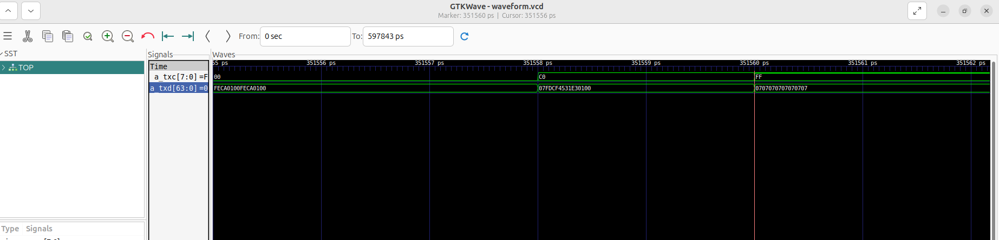 GTKWave - waveform.vcd
Marker: 351560 ps | Cursor: 351556 ps
From: 0 sec To: 597843 ps
SST
TOP
Signals
Waves
Time
55 ps 351556 ps 351557 ps 351558 ps 351559 ps 351560 ps 351561 ps 351562 ps
a_txc[7:0] =F 00 C0 FF
a_txd[63:0]=0 FECA0100FECA0100 07FDCF4531E30100 0707070707070707
Type Signals